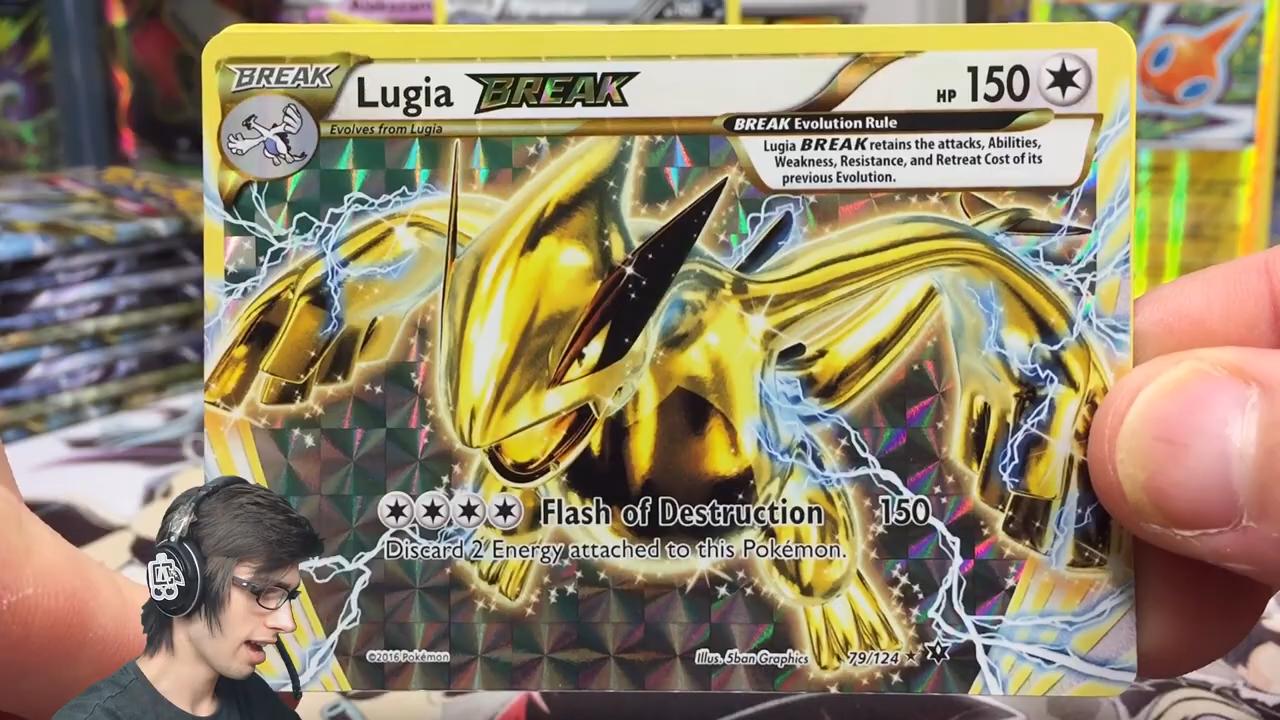 BREAK
Lugia BREAK
HP 150
Evolves from Lugia
BREAK Evolution Rule
Lugia BREAK retains the attacks, Abilities,
Weakness, Resistance, and Retreat Cost of its
previous Evolution.
Flash of Destruction 150
Discard 2 Energy attached to this Pokémon.
©2016 Pokémon
Illus. 5ban Graphics
79/124